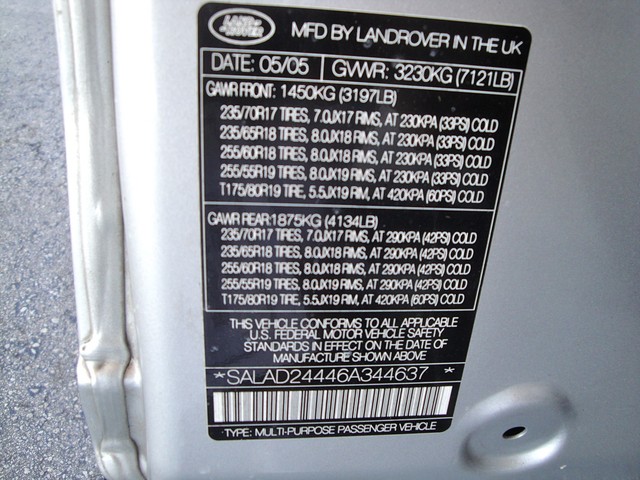 LAND ROVER
MFD BY LANDROVER IN THE UK
DATE: 05/05 GVWR: 3230KG (7121LB)
GAWR FRONT: 1450KG (3197LB)
235/70R17 TIRES, 7.0JX17 RIMS, AT 230KPA (33PSI) COLD
235/65R18 TIRES, 8.0JX18 RIMS, AT 230KPA (33PSI) COLD
255/60R18 TIRES, 8.0JX18 RIMS, AT 230KPA (33PSI) COLD
255/55R19 TIRES, 8.0JX19 RIMS, AT 230KPA (33PSI) COLD
T175/80R19 TIRE, 5.5JX19 RIM, AT 420KPA (60PSI) COLD
GAWR REAR:1875KG (4134LB)
235/70R17 TIRES, 7.0JX17 RIMS, AT 290KPA (42PSI) COLD
235/65R18 TIRES, 8.0JX18 RIMS, AT 290KPA (42PSI) COLD
255/60R18 TIRES, 8.0JX18 RIMS, AT 290KPA (42PSI) COLD
255/55R19 TIRES, 8.0JX19 RIMS, AT 290KPA (42PSI) COLD
T175/80R19 TIRE, 5.5JX19 RIM, AT 420KPA (60PSI) COLD
THIS VEHICLE CONFORMS TO ALL APPLICABLE
U.S. FEDERAL MOTOR VEHICLE SAFETY
STANDARDS IN EFFECT ON THE DATE OF
MANUFACTURE SHOWN ABOVE
*SALAD24446A344637*
TYPE: MULTI-PURPOSE PASSENGER VEHICLE